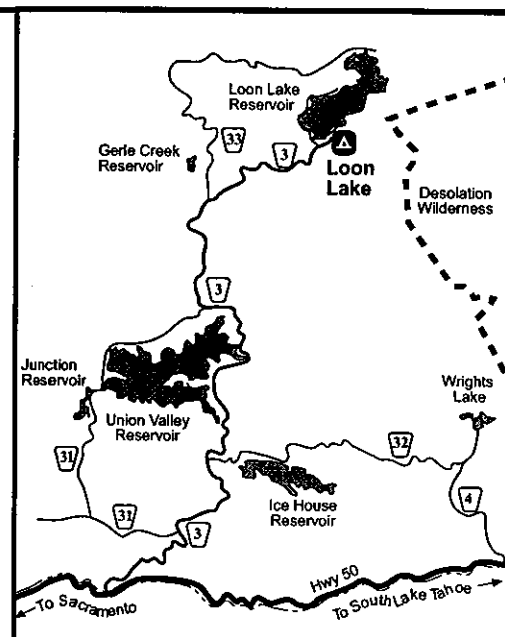 Loon Lake
Reservoir
33
3
Gerle Creek
Reservoir
Loon
Lake
Desolation
Wilderness
3
Junction
Reservoir
Union Valley
Reservoir
Wrights
Lake
31
32
4
Ice House
Reservoir
31
3
Hwy 50
To Sacramento
To South Lake Tahoe